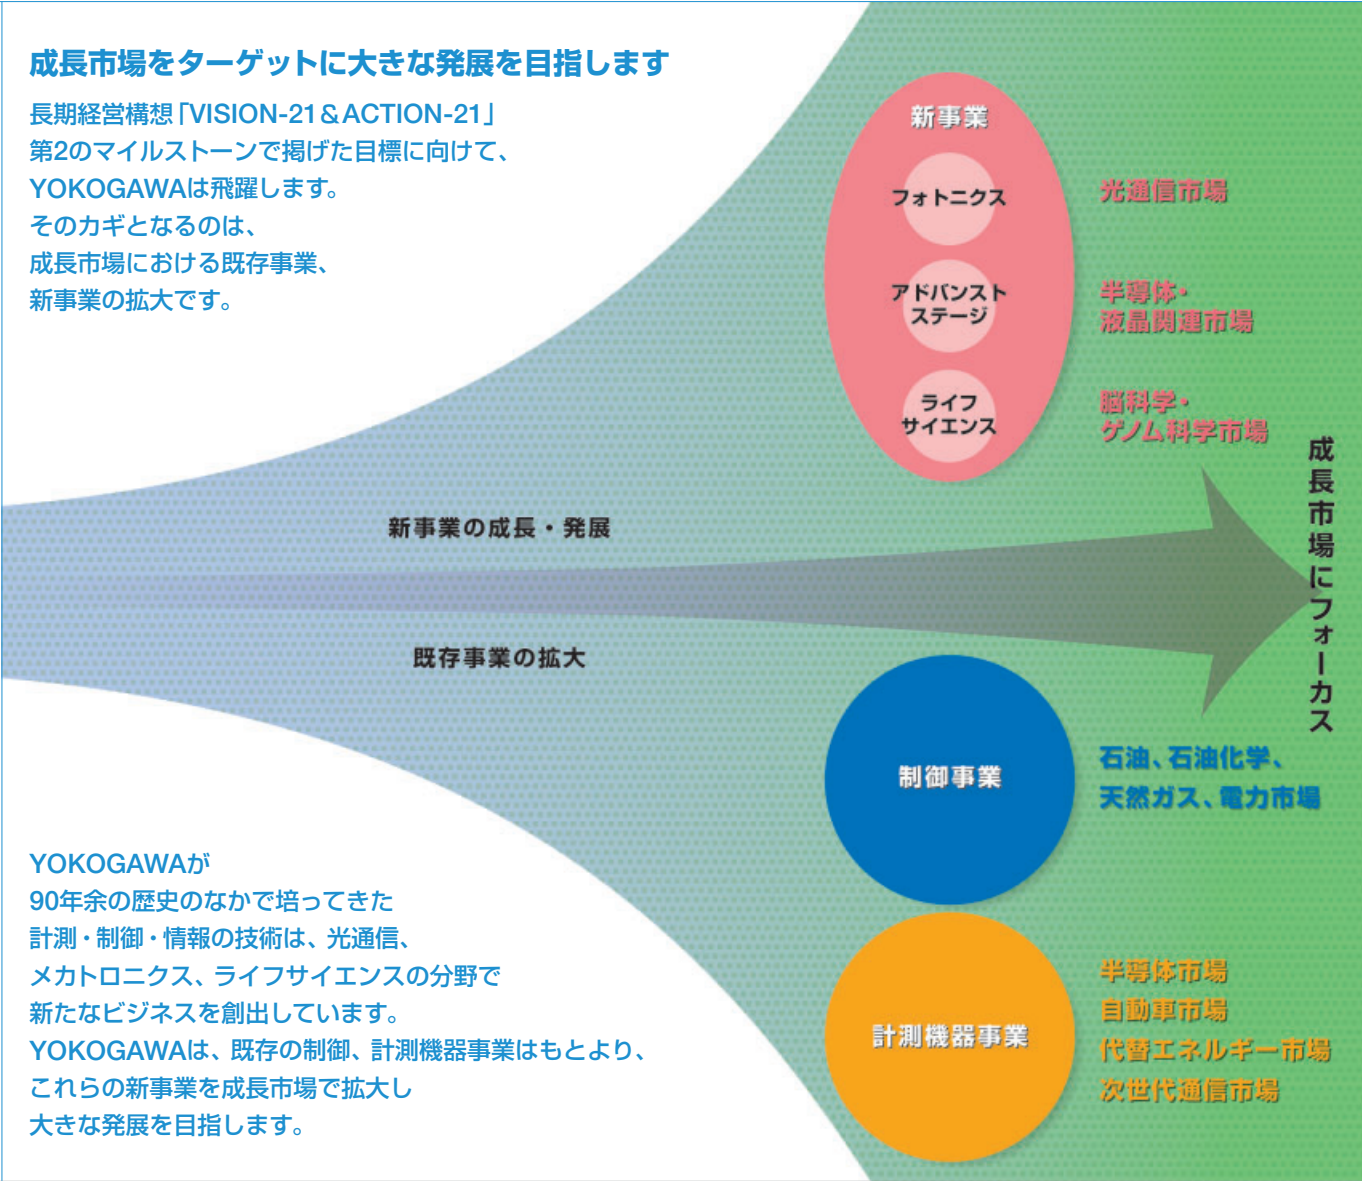 成長市場をターゲットに大きな発展を目指します
長期経営構想「VISION-21&ACTION-21」
第2のマイルストーンで掲げた目標に向けて、
YOKOGAWAは飛躍します。
そのカギとなるのは、
成長市場における既存事業、
新事業の拡大です。
新事業
フォトニクス
光通信市場
アドバンスト
ステージ
半導体・
液晶関連市場
ライフ
サイエンス
脳科学・
ゲノム科学市場
新事業の成長・発展
既存事業の拡大
成長市場にフォーカス
制御事業
石油、石油化学、
天然ガス、電力市場
計測機器事業
半導体市場
自動車市場
代替エネルギー市場
次世代通信市場
YOKOGAWAが
90年余の歴史のなかで培ってきた
計測・制御・情報の技術は、光通信、
メカトロニクス、ライフサイエンスの分野で
新たなビジネスを創出しています。
YOKOGAWAは、既存の制御、計測機器事業はもとより、
これらの新事業を成長市場で拡大し
大きな発展を目指します。